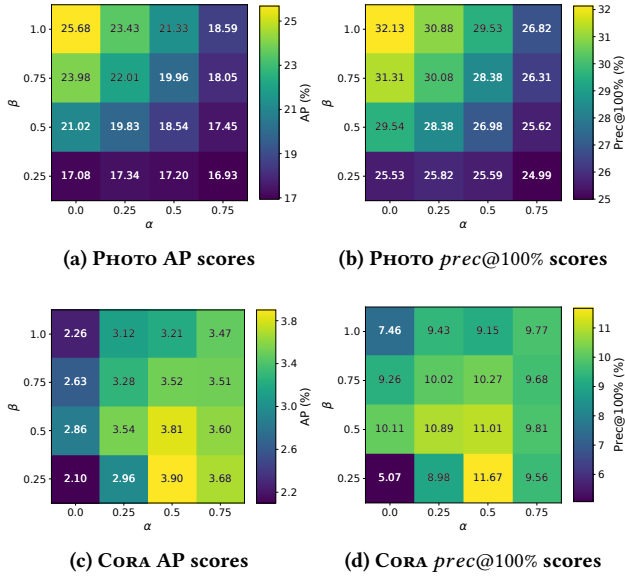 1.0 25.68 23.43 21.33 18.59
0.75 23.98 22.01 19.96 18.05
0.5 21.02 19.83 18.54 17.45
0.25 17.08 17.34 17.20 16.93
0.0 0.25 0.5 0.75
α
β
25
23
21
19
17
AP (%)
(a) PHOTO AP scores
1.0 32.13 30.88 29.53 26.82
0.75 31.31 30.08 28.38 26.31
0.5 29.54 28.38 26.98 25.62
0.25 25.53 25.82 25.59 24.99
0.0 0.25 0.5 0.75
α
β
32
31
30
29
28
27
26
25
Prec@100% (%)
(b) PHOTO prec@100% scores
1.0 2.26 3.12 3.21 3.47
0.75 2.63 3.28 3.52 3.51
0.5 2.86 3.54 3.81 3.60
0.25 2.10 2.96 3.90 3.68
0.0 0.25 0.5 0.75
α
β
3.8
3.4
3.0
2.6
2.2
AP (%)
(c) CORA AP scores
1.0 7.46 9.43 9.15 9.77
0.75 9.26 10.02 10.27 9.68
0.5 10.11 10.89 11.01 9.81
0.25 5.07 8.98 11.67 9.56
0.0 0.25 0.5 0.75
α
β
11
10
9
8
7
6
Prec@100% (%)
(d) CORA prec@100% scores